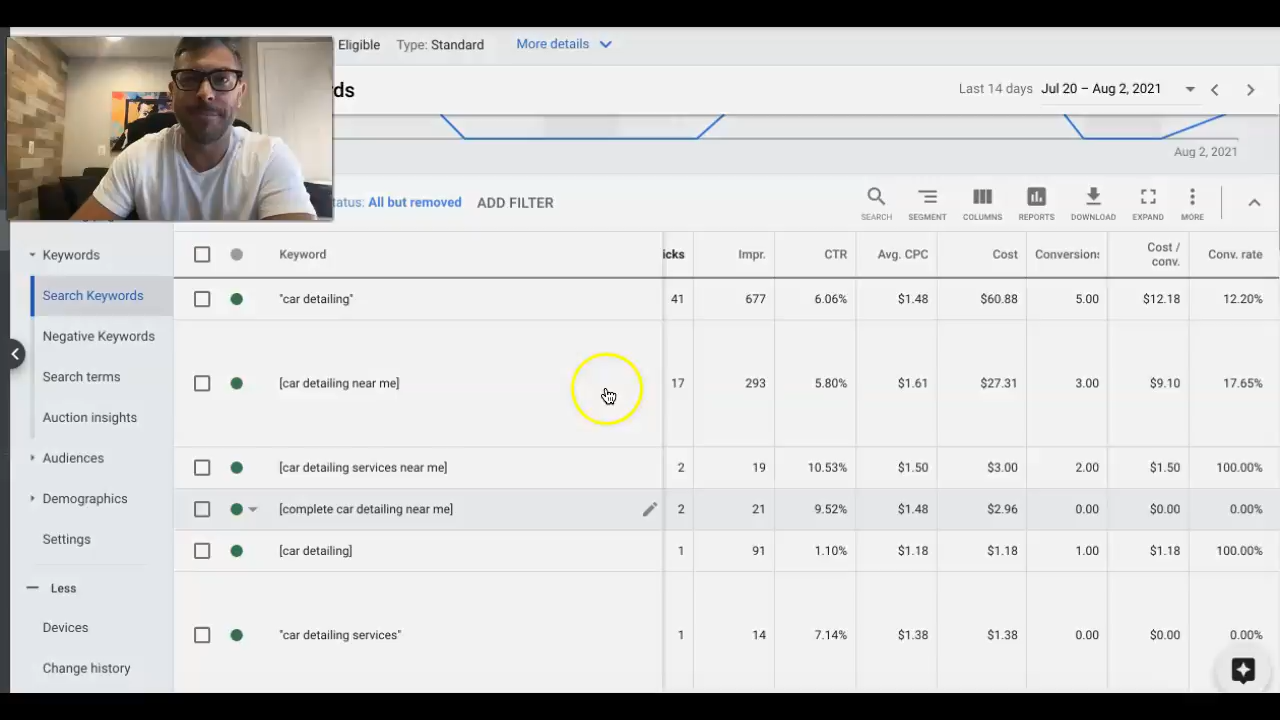 Eligible Type: Standard More details
ds
Last 14 days Jul 20 – Aug 2, 2021
Aug 2, 2021
tatus: All but removed ADD FILTER
SEARCH SEGMENT COLUMNS REPORTS DOWNLOAD EXPAND MORE
Keywords
Search Keywords
Negative Keywords
Search terms
Auction insights
Audiences
Demographics
Settings
Less
Devices
Change history
Keyword icks Impr. CTR Avg. CPC Cost Conversions Cost / conv. Conv. rate
"car detailing" 41 677 6.06% $1.48 $60.88 5.00 $12.18 12.20%
[car detailing near me] 17 293 5.80% $1.61 $27.31 3.00 $9.10 17.65%
[car detailing services near me] 2 19 10.53% $1.50 $3.00 2.00 $1.50 100.00%
[complete car detailing near me] 2 21 9.52% $1.48 $2.96 0.00 $0.00 0.00%
[car detailing] 1 91 1.10% $1.18 $1.18 1.00 $1.18 100.00%
"car detailing services" 1 14 7.14% $1.38 $1.38 0.00 $0.00 0.00%